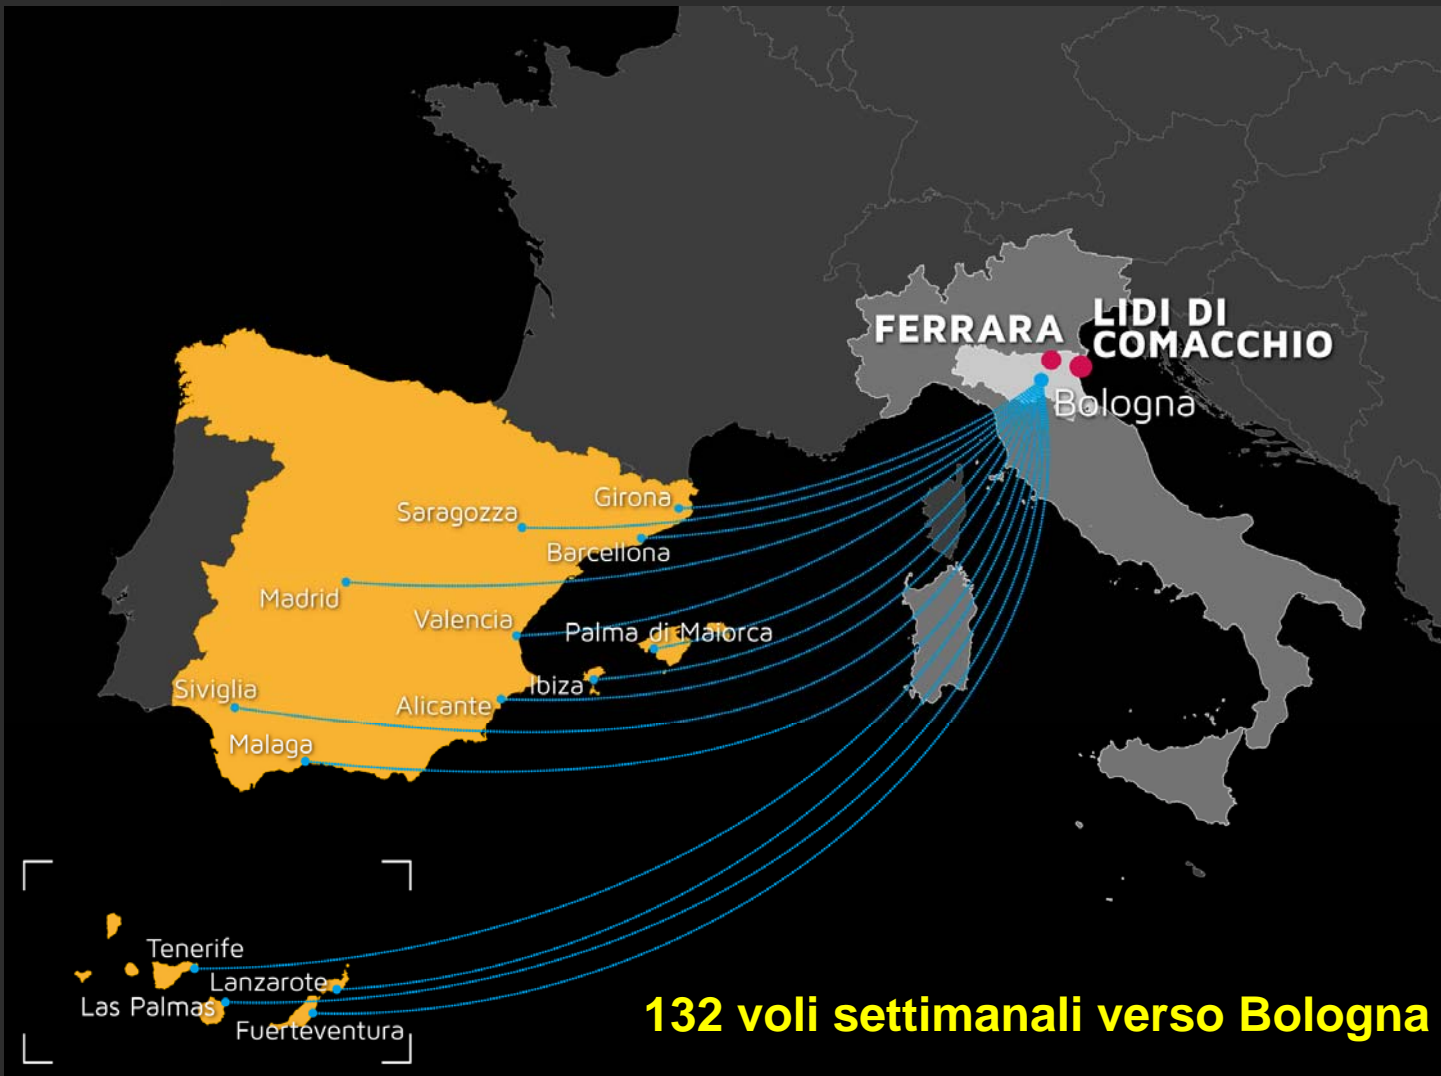 FERRARA
LIDI DI
COMACCHIO
Bologna
Girona
Saragozza
Barcellona
Madrid
Valencia
Palma di Maiorca
Ibiza
Siviglia
Alicante
Malaga
Tenerife
Lanzarote
Las Palmas
Fuerteventura
132 voli settimanali verso Bologna